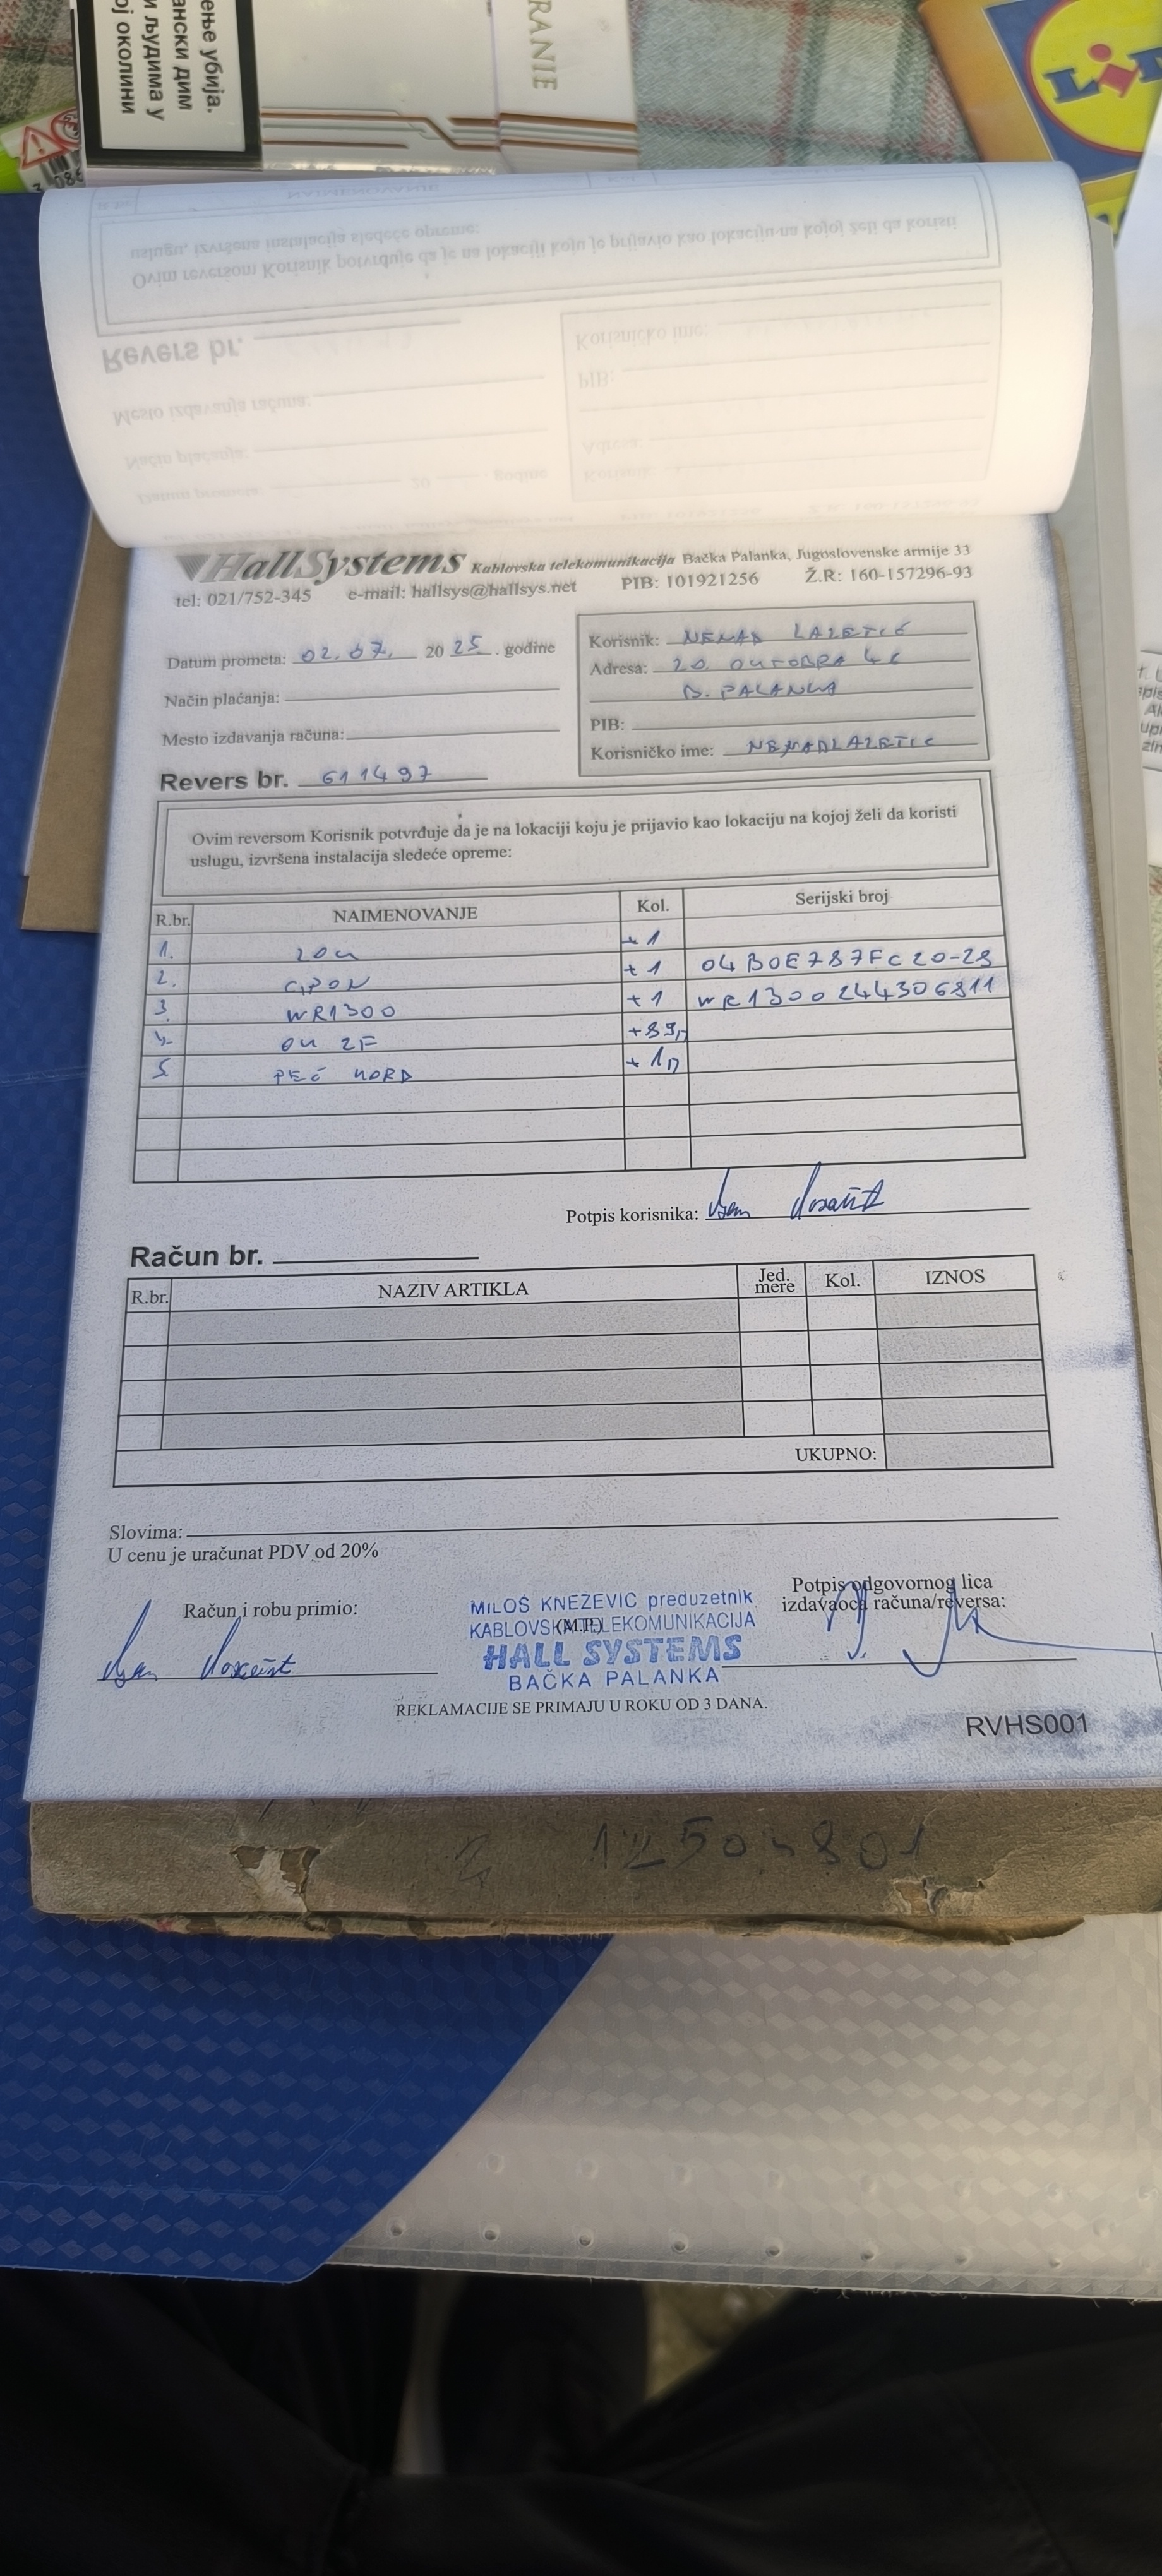 ење убија.
ански дим
и људима у
ој околини
RANIE
LIDL
HallSystems Kablovska telekomunikacija Bačka Palanka, Jugoslovenske armije 33
tel: 021/752-345 e-mail: hallsys@hallsys.net PIB: 101921256 Ž.R: 160-157296-93
Datum prometa: 02.07. 20 25. godine
Način plaćanja:
Mesto izdavanja računa:
Revers br. 611497
Korisnik: NENAD LAZETIĆ
Adresa: 20. OKTOBRA
B. PALANKA
PIB:
Korisničko ime: NENADLAZETIC
Ovim reversom Korisnik potvrđuje da je na lokaciji koju je prijavio kao lokaciju na kojoj želi da koristi
uslugu, izvršena instalacija sledeće opreme:
R.br. NAIMENOVANJE Kol. Serijski broj
1. ZOK +1
2. GPON +1 04B0E787FC20-29
3. WR1300 +1 WR1300244306811
4. OK 2F
5. NORD
Potpis korisnika:
Račun br.
R.br. NAZIV ARTIKLA Jed. mere Kol. IZNOS
UKUPNO:
Slovima:
U cenu je uračunat PDV od 20%
Račun i robu primio:
(M.P.)
MILOŠ KNEŽEVIĆ preduzetnik
KABLOVSKA TELEKOMUNIKACIJA
HALL SYSTEMS
BAČKA PALANKA
Potpis odgovornog lica
izdavaoca računa/reversa:
REKLAMACIJE SE PRIMAJU U ROKU OD 3 DANA.
RVHS001